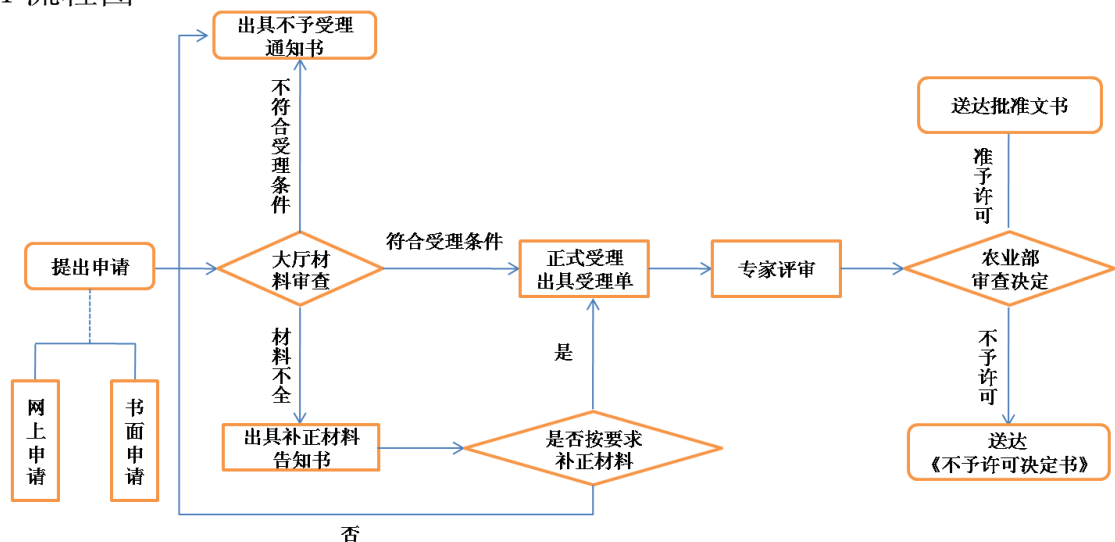 出具不予受理
通知书
不符合受理条件
送达批准文书
准予许可
提出申请
大厅材
料审查
符合受理条件
正式受理
出具受理单
专家评审
农业部
审查决定
材料不全
是
不予许可
网上申请
书面申请
出具补正材料
告知书
是否按要求
补正材料
送达
《不予许可决定书》
否